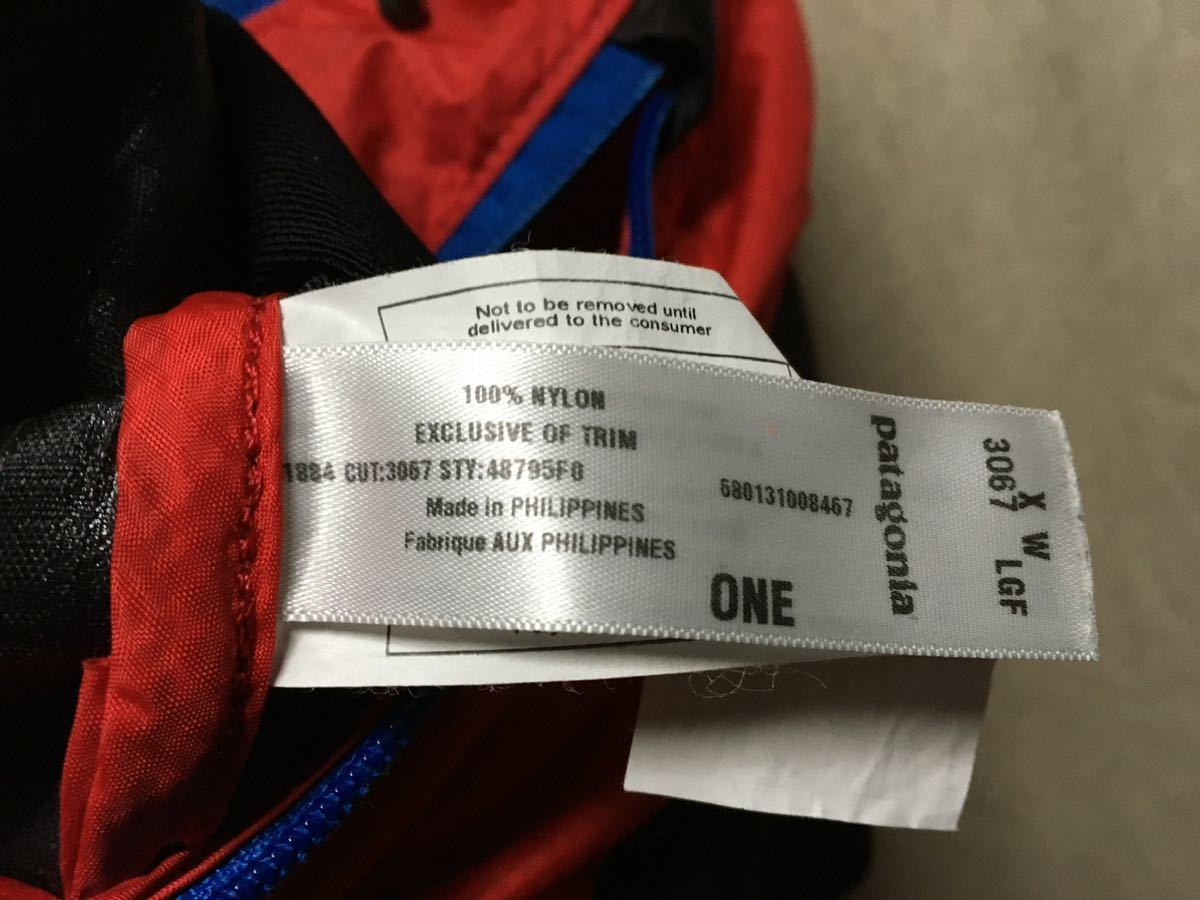 Not to be removed until
delivered to the consumer
100% NYLON
EXCLUSIVE OF TRIM
1884 CUT:3067 STY:48795F0
Made in PHILIPPINES
Fabrique AUX PHILIPPINES
680131008467
ONE
patagonia
X W
3067 LGF